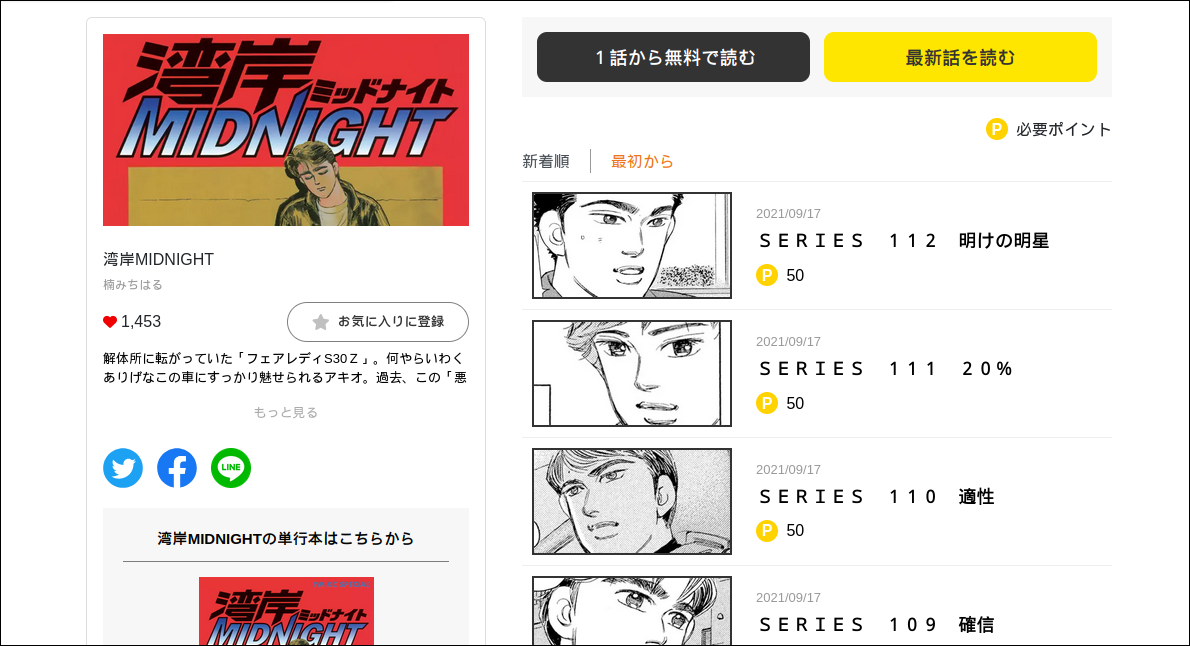 湾岸ミッドナイト
MIDNIGHT
湾岸MIDNIGHT
楠みちはる
1,453
お気に入りに登録
解体所に転がっていた「フェアレディS30Ｚ」。何やらいわく
ありげなこの車にすっかり魅せられるアキオ。過去、この「悪
もっと見る
LINE
湾岸MIDNIGHTの単行本はこちらから
湾岸ミッドナイト
MIDNIGHT
１話から無料で読む
最新話を読む
P 必要ポイント
新着順
最初から
2021/09/17
ＳＥＲＩＥＳ　１１２　明けの明星
P 50
2021/09/17
ＳＥＲＩＥＳ　１１１　２０％
P 50
2021/09/17
ＳＥＲＩＥＳ　１１０　適性
P 50
2021/09/17
ＳＥＲＩＥＳ　１０９　確信